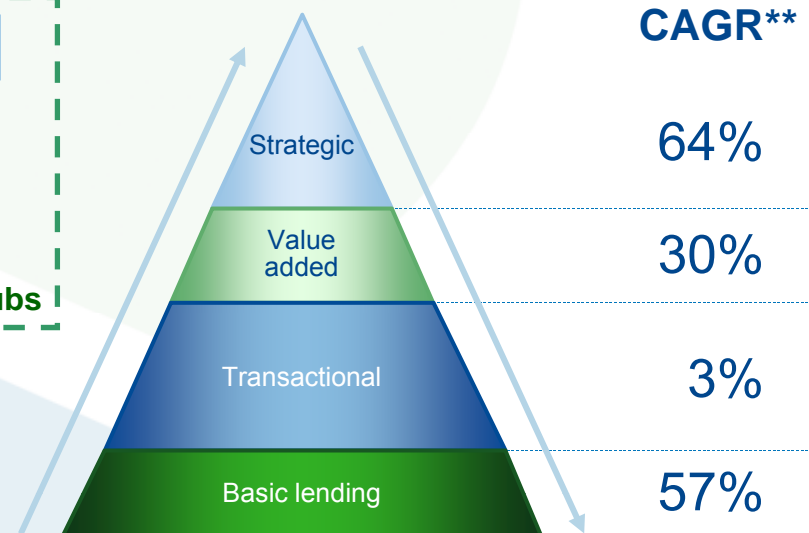 CAGR**
Strategic
64%
Value
added
30%
Transactional
3%
Basic lending
57%